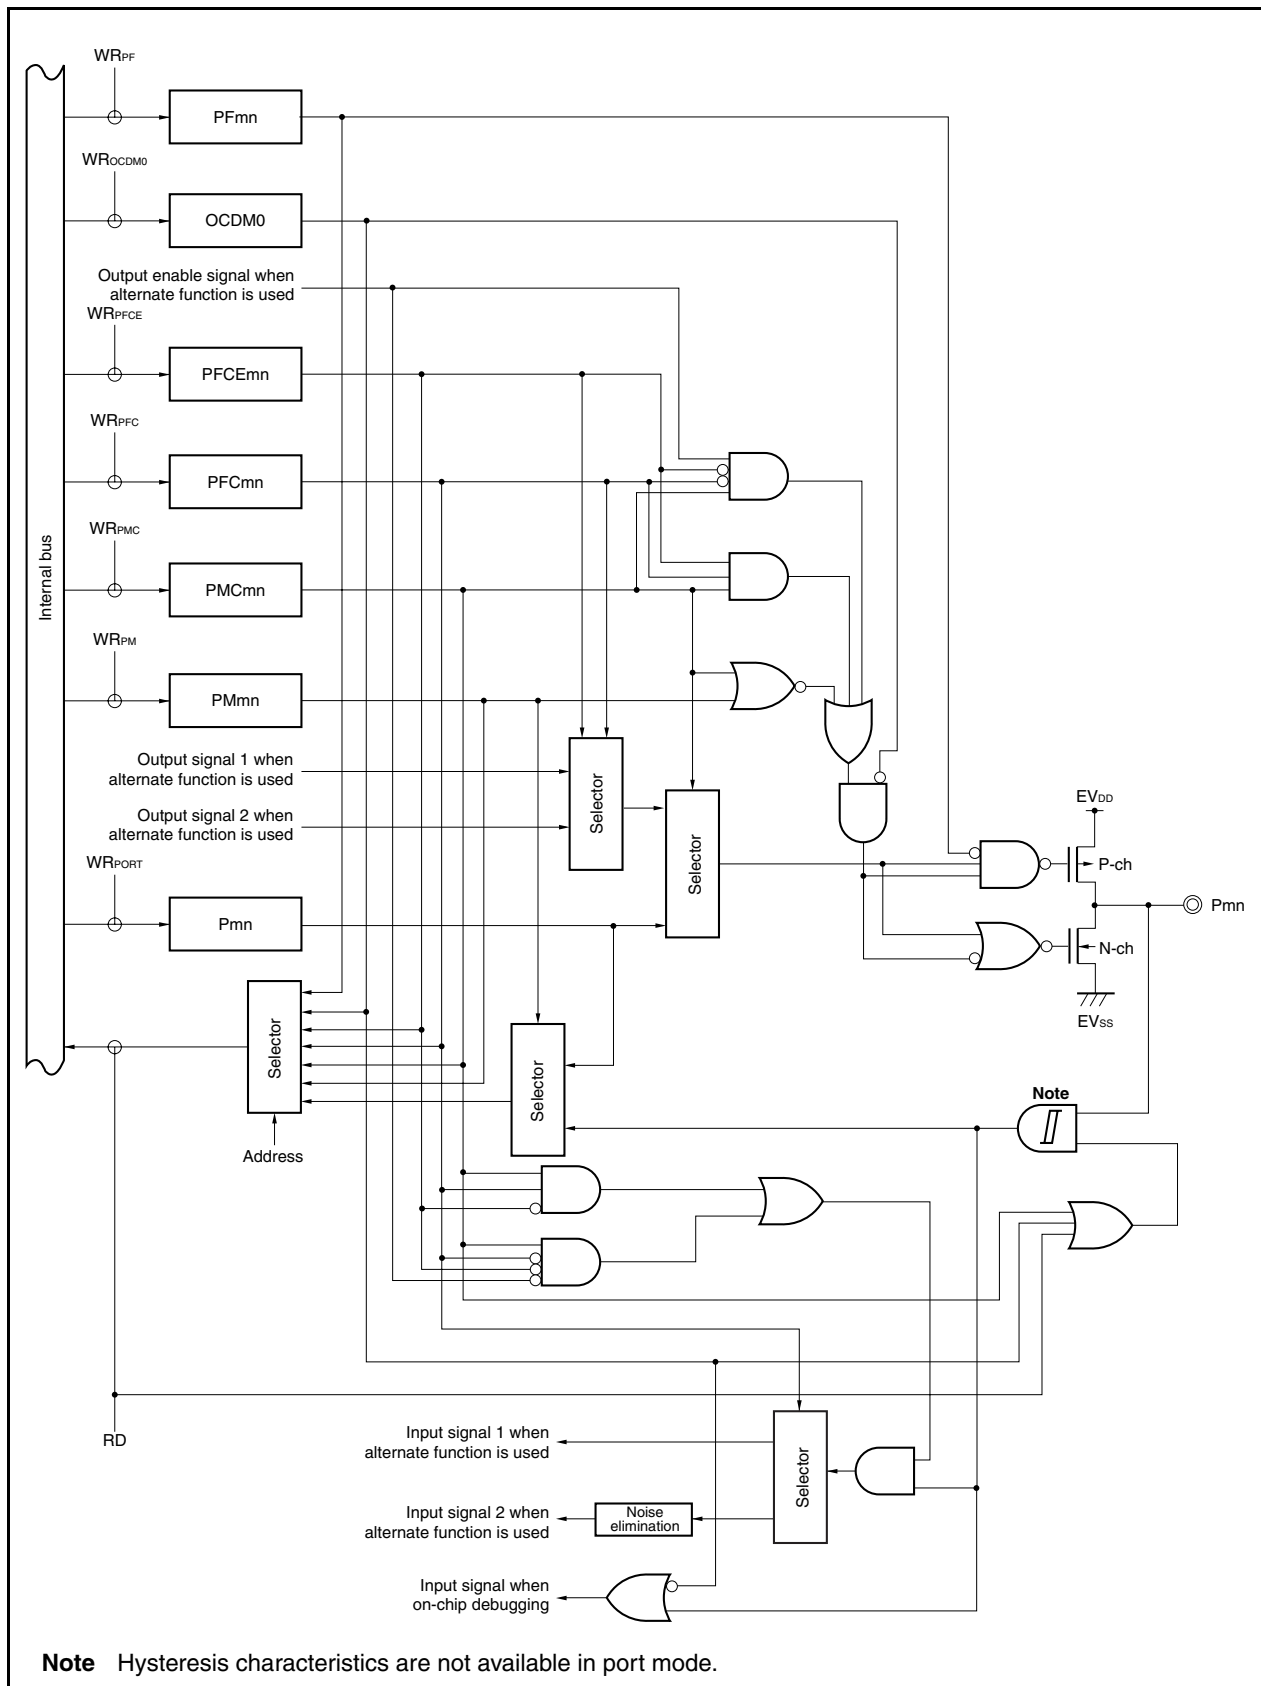 WRPF
PFmn
WROCDM0
OCDM0
Output enable signal when
alternate function is used
WRPFCE
PFCEmn
WRPFC
PFCmn
Internal bus
WRPMC
PMCmn
WRPM
PMmn
Output signal 1 when
alternate function is used
Output signal 2 when
alternate function is used
Selector
Selector
EVDD
P-ch
WRPORT
Pmn
Pmn
N-ch
EVSS
Selector
Selector
Address
Note
RD
Input signal 1 when
alternate function is used
Selector
Input signal 2 when
alternate function is used
Noise
elimination
Input signal when
on-chip debugging
Note Hysteresis characteristics are not available in port mode.